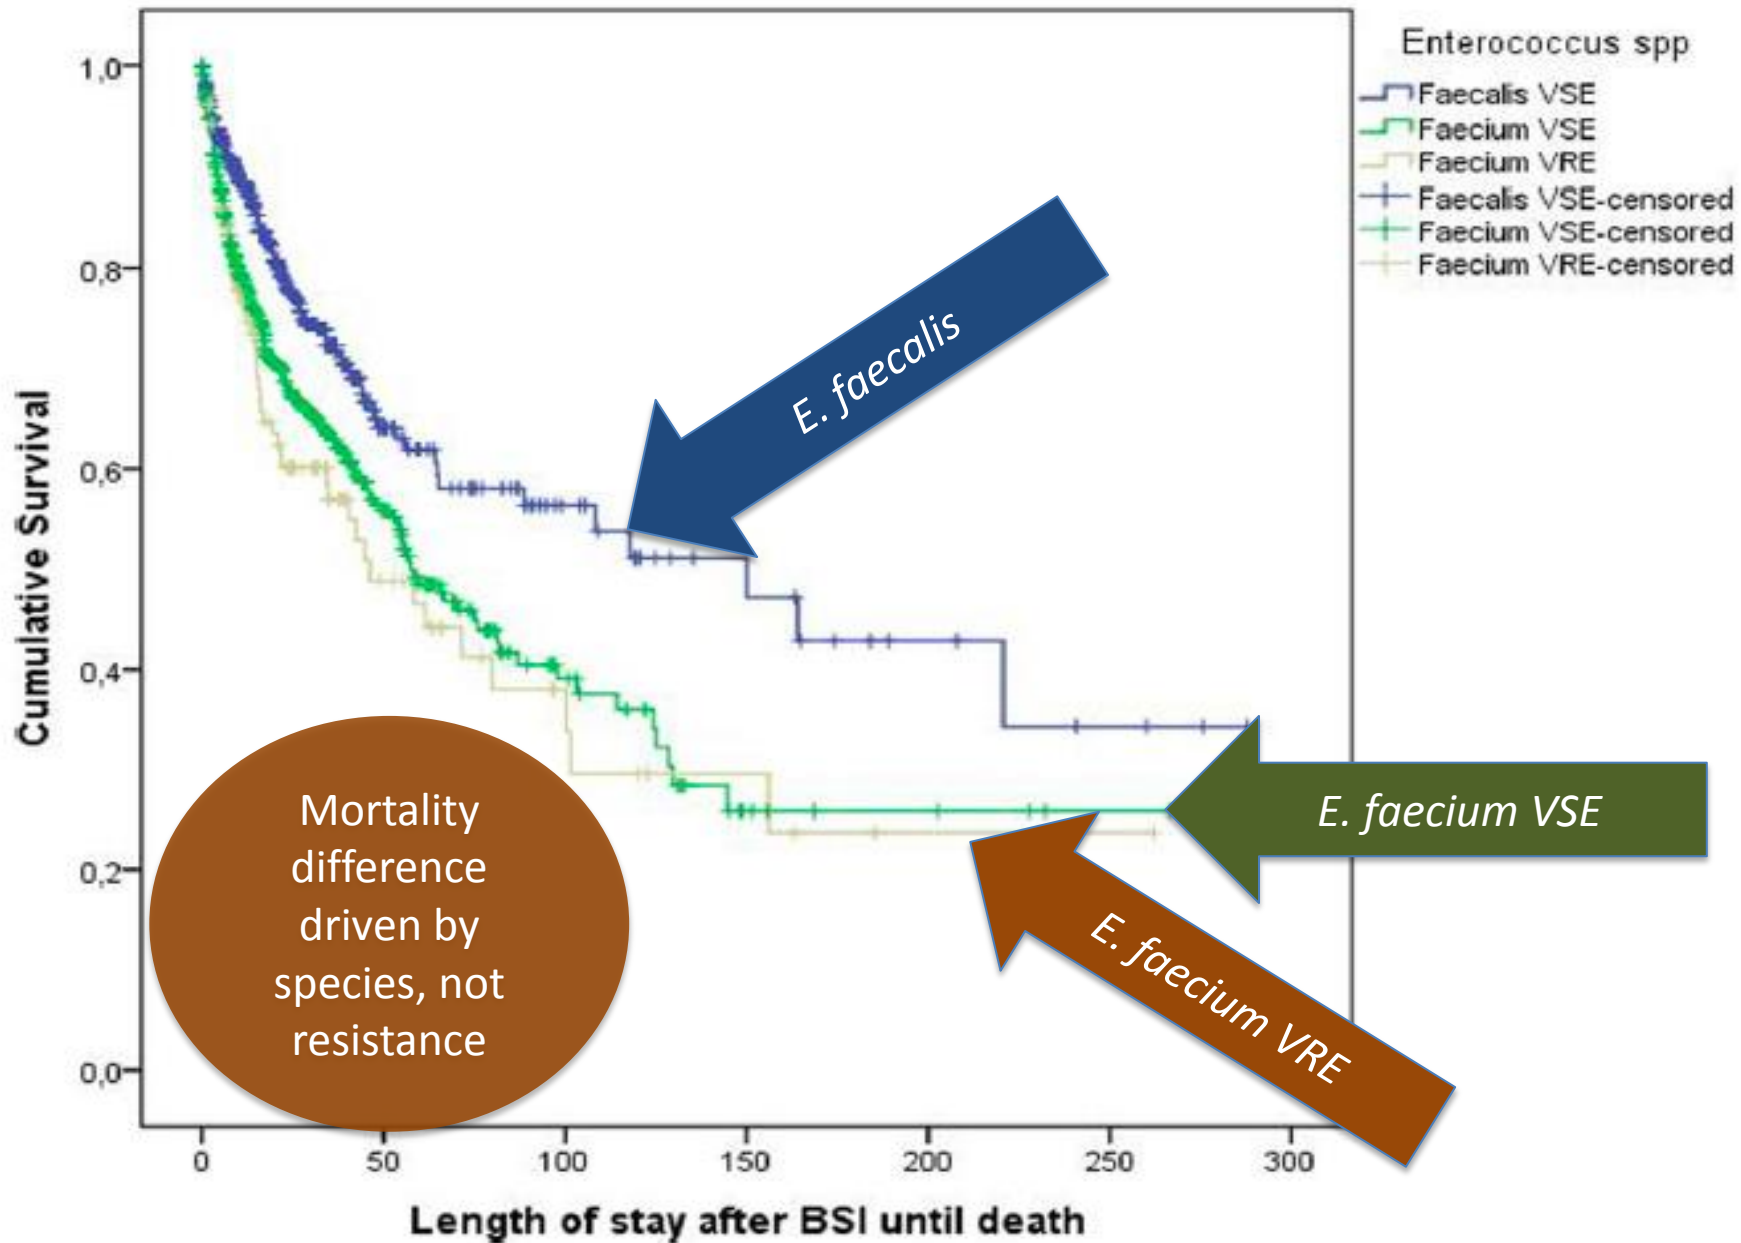 Enterococcus spp
Faecalis VSE
Faecium VSE
Faecium VRE
Faecalis VSE-censored
Faecium VSE-censored
Faecium VRE-censored
Cumulative Survival
1,0
0,8
0,6
0,4
0,2
0,0
E. faecalis
E. faecium VSE
E. faecium VRE
Mortality
difference
driven by
species, not
resistance
0 50 100 150 200 250 300
Length of stay after BSI until death